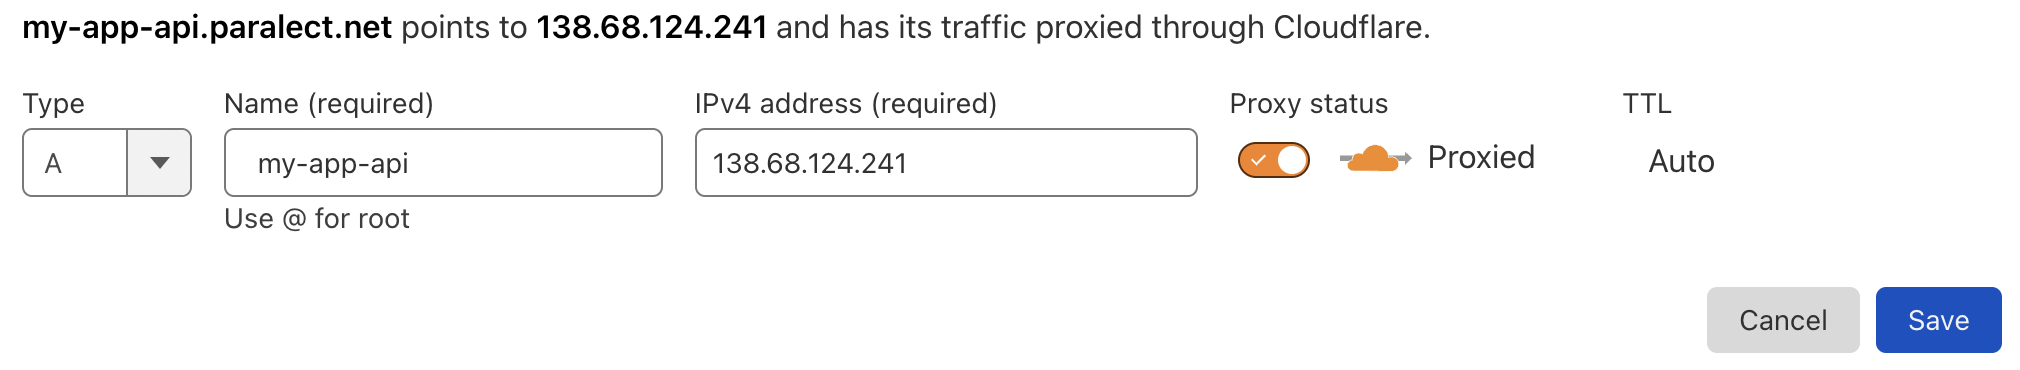 my-app-api.paralect.net points to 138.68.124.241 and has its traffic proxied through Cloudflare.
Type Name (required) IPv4 address (required) Proxy status TTL
A my-app-api 138.68.124.241 Proxied Auto
Use @ for root
Cancel Save